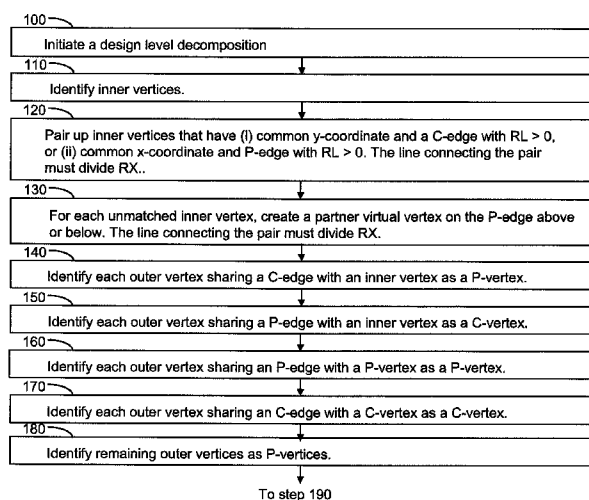 100
Initiate a design level decomposition
110
Identify inner vertices.
120
Pair up inner vertices that have (i) common y-coordinate and a C-edge with RL > 0,
or (ii) common x-coordinate and P-edge with RL > 0. The line connecting the pair
must divide RX..
130
For each unmatched inner vertex, create a partner virtual vertex on the P-edge above
or below. The line connecting the pair must divide RX.
140
Identify each outer vertex sharing a C-edge with an inner vertex as a P-vertex.
150
Identify each outer vertex sharing a P-edge with an inner vertex as a C-vertex.
160
Identify each outer vertex sharing an P-edge with a P-vertex as a P-vertex.
170
Identify each outer vertex sharing an C-edge with a C-vertex as a C-vertex.
180
Identify remaining outer vertices as P-vertices.
To step 190